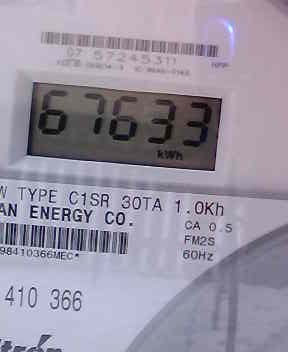 07 57245311
67633
kWh
W TYPE C1SR 30TA 1.0Kh
AN ENERGY CO.
CA 0.5
FM2S
98410366MEC*
60Hz
410 366